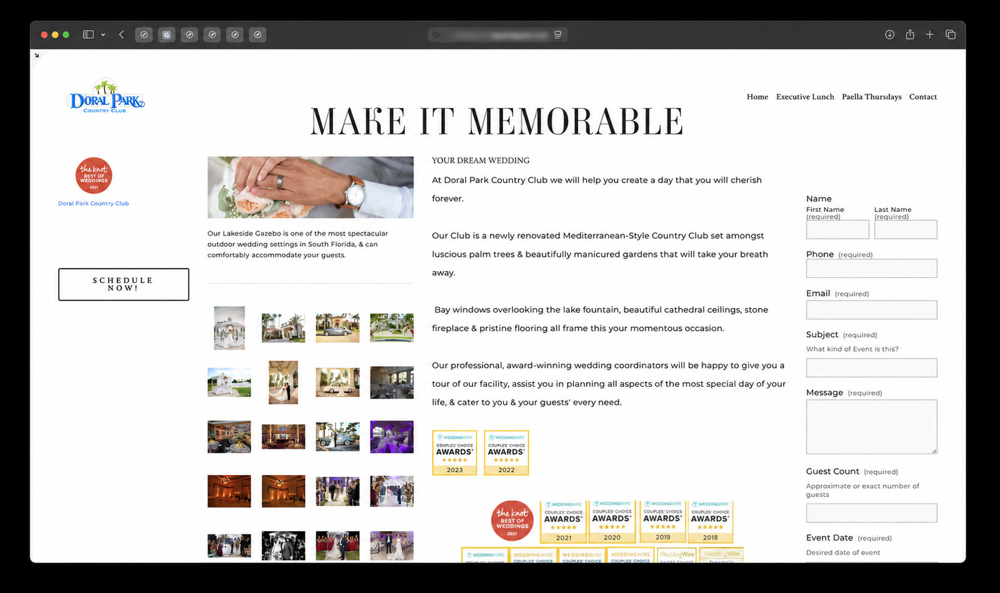 DORAL PARK
COUNTRY CLUB
Home Executive Lunch Paella Thursdays Contact
MAKE IT MEMORABLE
the knot
BEST OF
WEDDINGS
2021
Doral Park Country Club
SCHEDULE
NOW!
Our Lakeside Gazebo is one of the most spectacular
outdoor wedding settings in South Florida, & can
comfortably accommodate your guests.
YOUR DREAM WEDDING
At Doral Park Country Club we will help you create a day that you will cherish
forever.
Our Club is a newly renovated Mediterranean-Style Country Club set amongst
luscious palm trees & beautifully manicured gardens that will take your breath
away.
Bay windows overlooking the lake fountain, beautiful cathedral ceilings, stone
fireplace & pristine flooring all frame this your momentous occasion.
Our professional, award-winning wedding coordinators will be happy to give you a
tour of our facility, assist you in planning all aspects of the most special day of your
life, & cater to you & your guests' every need.
WEDDINGWIRE WEDDINGWIRE
COUPLES' CHOICE COUPLES' CHOICE
AWARDS® AWARDS®
2023 2022
the knot
BEST OF
WEDDINGS
2021
WEDDINGWIRE WEDDINGWIRE WEDDINGWIRE WEDDINGWIRE
COUPLES' CHOICE COUPLES' CHOICE COUPLES' CHOICE COUPLES' CHOICE
AWARDS® AWARDS® AWARDS® AWARDS®
2021 2020 2019 2018
WEDDINGWIRE WEDDINGWIRE WEDDINGWIRE WEDDINGWIRE WeddingWire WeddingWire
COUPLES' CHOICE COUPLES' CHOICE COUPLES' CHOICE COUPLES' CHOICE
Name
First Name Last Name
(required) (required)
Phone (required)
Email (required)
Subject (required)
What kind of Event is this?
Message (required)
Guest Count (required)
Approximate or exact number of
guests
Event Date (required)
Desired date of event